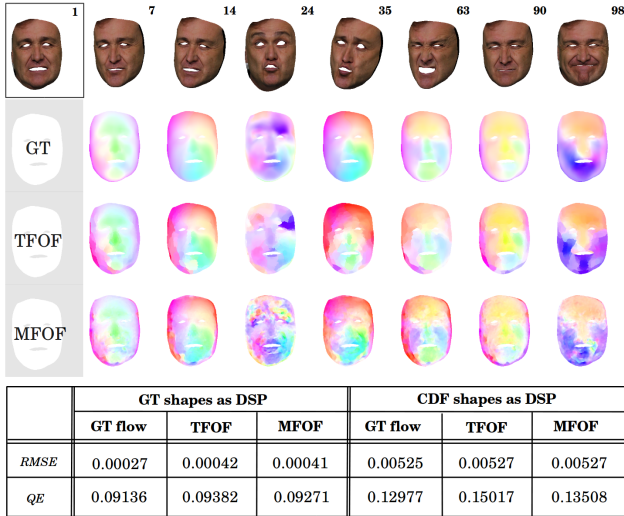 1 7 14 24 35 63 90 98
GT
TFOF
MFOF
GT shapes as DSP CDF shapes as DSP
GT flow TFOF MFOF GT flow TFOF MFOF
RMSE 0.00027 0.00042 0.00041 0.00525 0.00527 0.00527
QE 0.09136 0.09382 0.09271 0.12977 0.15017 0.13508